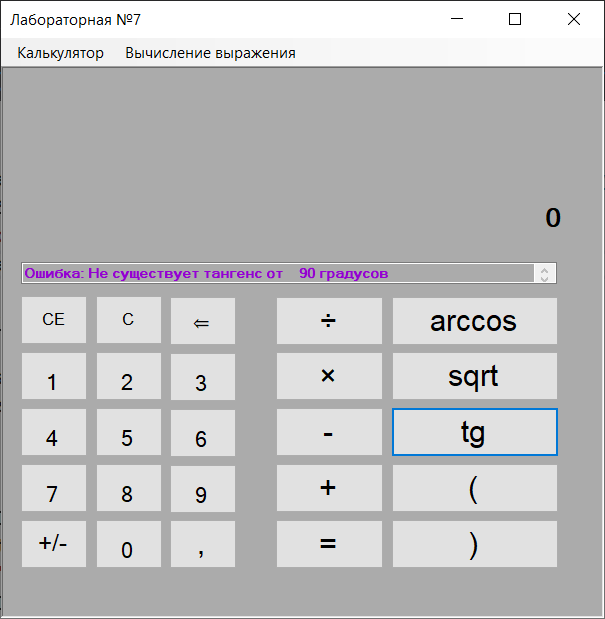 Лабораторная №7
Калькулятор Вычисление выражения
0
Ошибка: Не существует тангенс от 90 градусов
CE C ⇐ ÷ arccos
1 2 3 × sqrt
4 5 6 - tg
7 8 9 + (
+/- 0 , = )